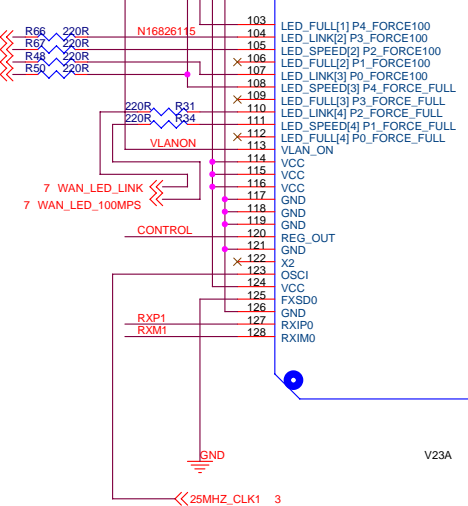 103 LED_FULL[1] P4_FORCE100
R66 220R N16826115 104 LED_LINK[2] P3_FORCE100
R67 220R 105 LED_SPEED[2] P2_FORCE100
R48 220R 106 LED_FULL[2] P1_FORCE100
R50 220R 107 LED_LINK[3] P0_FORCE100
108 LED_SPEED[3] P4_FORCE_FULL
109 LED_FULL[3] P3_FORCE_FULL
220R R31 110 LED_LINK[4] P2_FORCE_FULL
220R R34 111 LED_SPEED[4] P1_FORCE_FULL
112 LED_FULL[4] P0_FORCE_FULL
VLANON 113 VLAN_ON
114 VCC
115 VCC
7 WAN_LED_LINK 116 VCC
7 WAN_LED_100MPS 117 GND
118 GND
119 GND
CONTROL 120 REG_OUT
121 GND
122 X2
123 OSCI
124 VCC
125 FXSD0
126 GND
RXP1 127 RXIP0
RXM1 128 RXIM0
GND V23A
25MHZ_CLK1 3